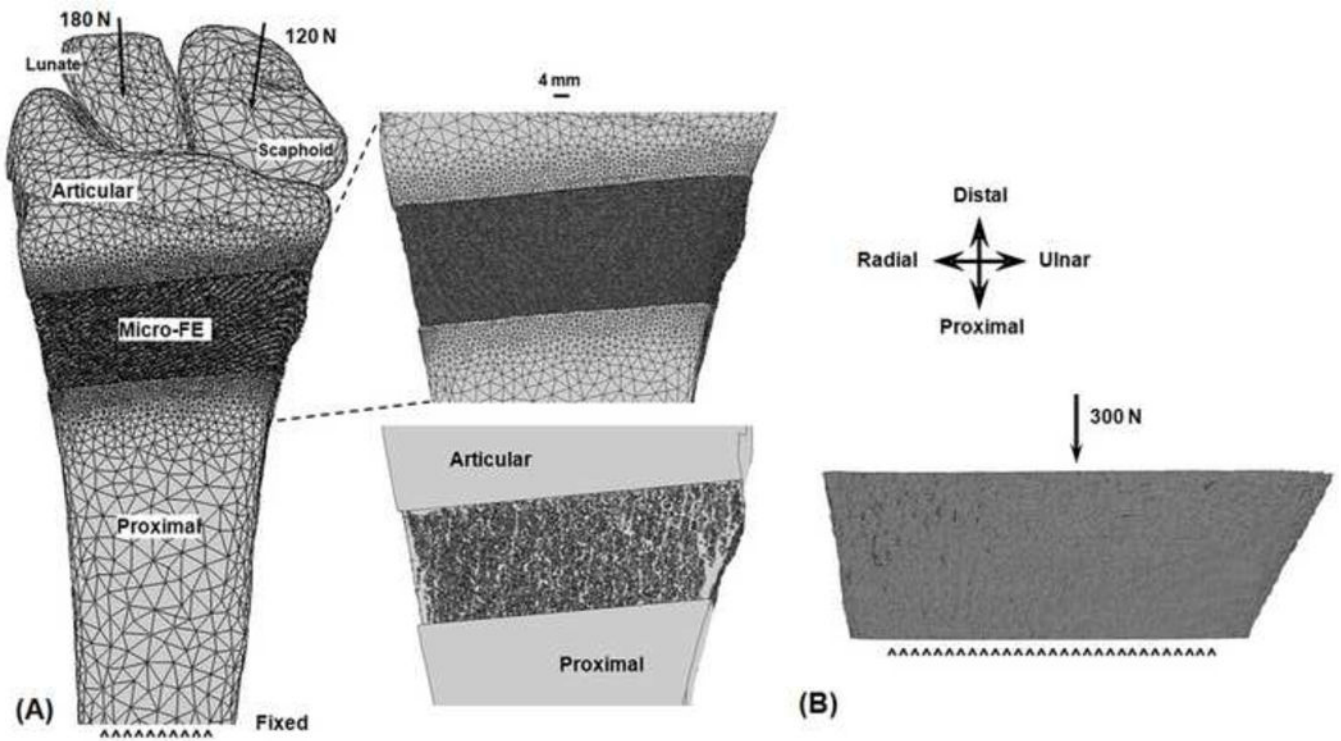 180 N
120 N
Lunate
Scaphoid
Articular
Micro-FE
Proximal
Fixed
(A)
4 mm
Articular
Proximal
Distal
Radial
Ulnar
Proximal
300 N
(B)